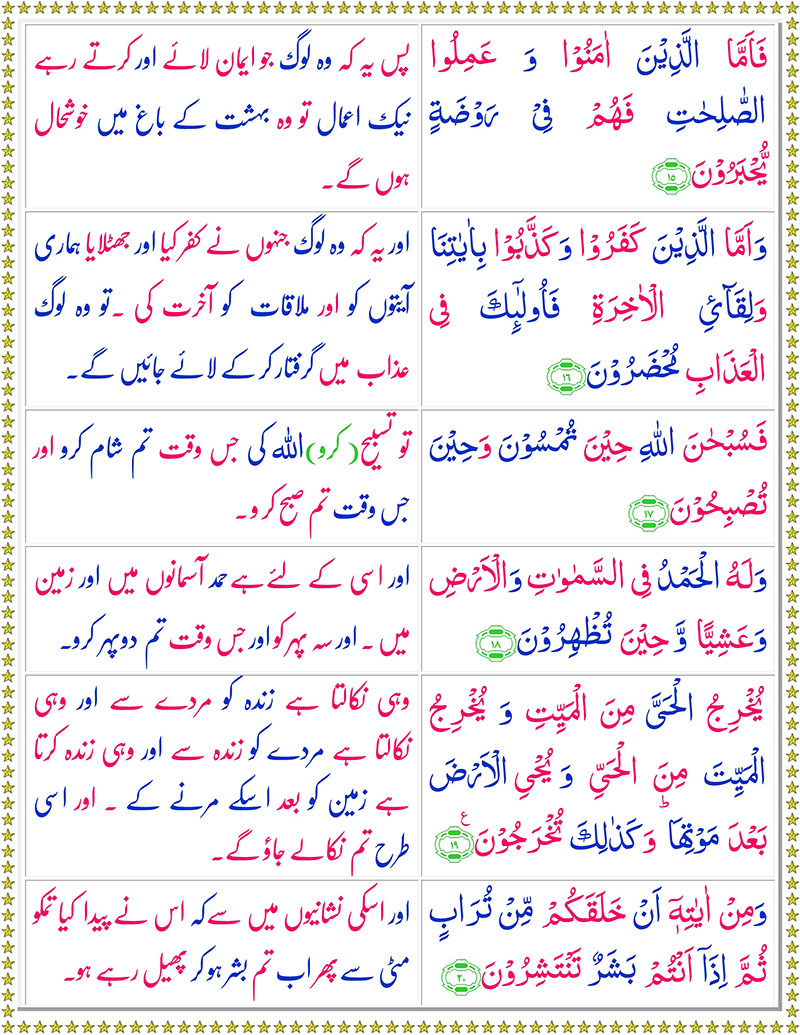 فَاَمَّا الَّذِيْنَ اٰمَنُوْا وَ عَمِلُوا
الصّٰلِحٰتِ فَهُمْ فِىْ رَوْضَةٍ
يُّحْبَرُوْنَ ١٥
پس یہ کہ وہ لوگ جو ایمان لائے اور کرتے رہے
نیک اعمال تو وہ بہشت کے باغ میں خوشحال
ہوں گے۔
وَاَمَّا الَّذِيْنَ كَفَرُوْا وَكَذَّبُوْا بِاٰيٰتِنَا
وَلِقَآئِ الْاٰخِرَةِ فَاُولٰٓئِكَ فِى
الْعَذَابِ مُحْضَرُوْنَ ١٦
اور یہ کہ وہ لوگ جنہوں نے کفر کیا اور جھٹلایا ہماری
آیتوں کو اور ملاقات کو آخرت کی ۔ تو وہ لوگ
عذاب میں گرفتار کر کے لائے جائیں گے۔
فَسُبْحٰنَ اللّٰهِ حِيْنَ تُمْسُوْنَ وَحِيْنَ
تُصْبِحُوْنَ ١٧
تو تسبیح (کرو) اللہ کی جس وقت تم شام کرو اور
جس وقت تم صبح کرو۔
وَلَهُ الْحَمْدُ فِى السَّمٰوٰتِ وَالْاَرْضِ
وَعَشِيًّا وَّ حِيْنَ تُظْهِرُوْنَ ١٨
اور اسی کے لئے ہے حمد آسمانوں میں اور زمین
میں ۔ اور سہ پہر کو اور جس وقت تم دوپہر کرو۔
يُخْرِجُ الْحَىَّ مِنَ الْمَيِّتِ وَ يُخْرِجُ
الْمَيِّتَ مِنَ الْحَىِّ وَ يُحْىِ الْاَرْضَ
بَعْدَ مَوْتِهَا ؕ وَكَذٰلِكَ تُخْرَجُوْنَ ١٩ ع
وہی نکالتا ہے زندہ کو مردے سے اور وہی
نکالتا ہے مردے کو زندہ سے اور وہی زندہ کرتا
ہے زمین کو بعد اسکے مرنے کے ۔ اور اسی
طرح تم نکالے جاؤ گے۔
وَمِنْ اٰيٰتِهٖۤ اَنْ خَلَقَكُمْ مِّنْ تُرَابٍ
ثُمَّ اِذَاۤ اَنْتُمْ بَشَرٌ تَنْتَشِرُوْنَ ٢٠
اور اسکی نشانیوں میں سے کہ اس نے پیدا کیا تمکو
مٹی سے پھر اب تم بشر ہو کر پھیل رہے ہو۔